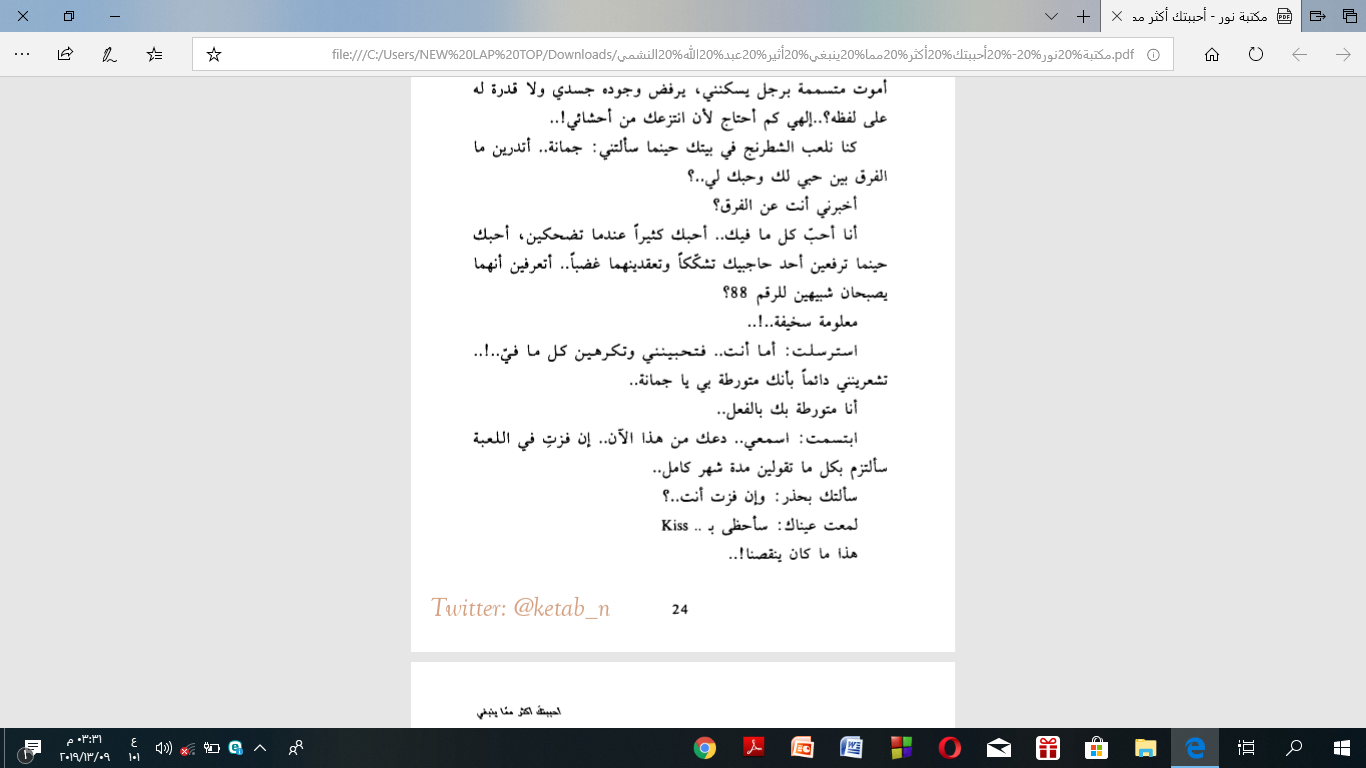 مكتبة نور - أحببتك أكثر مم
file:///C:/Users/NEW%20LAP%20TOP/Downloads/مكتبة%20نور%20-%20أحببتك%20أكثر%20مما%20ينبغي%20أثير%20عبد%20الله%20النشمي.pdf
أموت متسممة برجل يسكنني، يرفض وجوده جسدي ولا قدرة له
على لفظه؟..إلهي كم أحتاج لأن انتزعك من أحشائي!..
كنا نلعب الشطرنج في بيتك حينما سألتني: جمانة.. أتدرين ما
الفرق بين حبي لك وحبك لي..؟
أخبرني أنت عن الفرق؟
أنا أحبّ كل ما فيك.. أحبك كثيراً عندما تضحكين، أحبك
حينما ترفعين أحد حاجبيك تشكّكاً وتعقدينهما غضباً.. أتعرفين أنهما
يصبحان شبيهين للرقم 88؟
معلومة سخيفة..!..
استرسلت: أما أنت.. فتحبينني وتكرهين كل ما فيّ..!..
تشعرينني دائماً بأنك متورطة بي يا جمانة..
أنا متورطة بك بالفعل..
ابتسمت: اسمعي.. دعك من هذا الآن.. إن فزتِ في اللعبة
سألتزم بكل ما تقولين مدة شهر كامل..
سألتك بحذر: وإن فزت أنت..؟
لمعت عيناك: سأحظى بـ .. Kiss
هذا ما كان ينقصنا!..
Twitter: @ketab_n
24
احببتك اكثر ممّا ينبغي
٠٣:٣١ م
٢٠١٩/١٣/٠٩
ع
١٠١